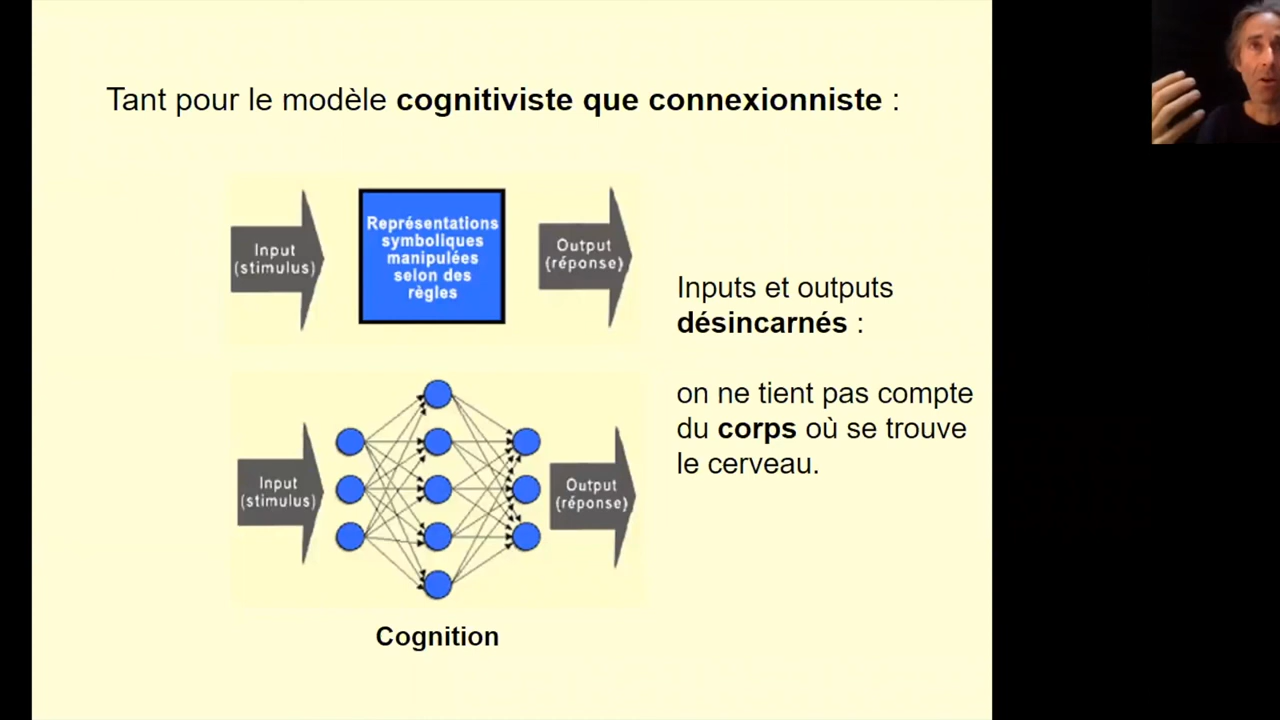 Tant pour le modèle cognitiviste que connexionniste :
Input
(stimulus)
Représentations
symboliques
manipulées
selon des
règles
Output
(réponse)
Inputs et outputs
désincarnés :
on ne tient pas compte
du corps où se trouve
le cerveau.
Input
(stimulus)
Output
(réponse)
Cognition